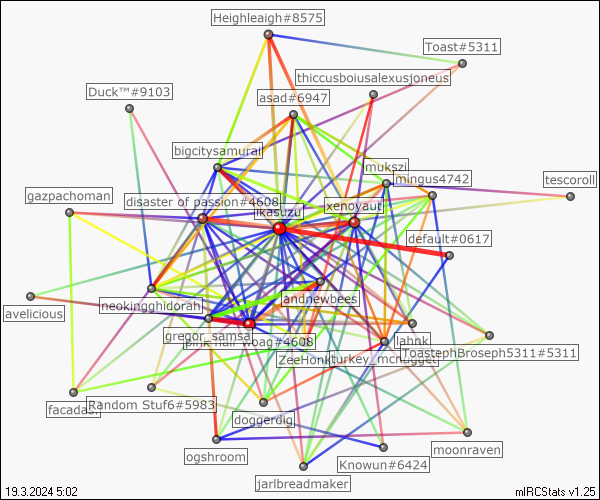 Heighleaigh#8575
Toast#5311
thiccusboiusalexusjoneus
Duck™#9103
asad#6947
bigcitysamurai
mukszi
mingus4742
tescoroll
gazpachoman
disaster of passion#4608
ikasuzu
xenoyaut
default#0617
andnewbees
avelicious
neokingghidorah
gregor_samsa
pink hair woag#4608
ZeeHonk
turkey_mcnugget
lahnk
ToastephBroseph5311#5311
facadas.
Random Stuf6#5983
doggerdig
ogshroom
moonraven
Knowun#6424
jarlbreadmaker
19.3.2024 5:02
mIRCStats v1.25